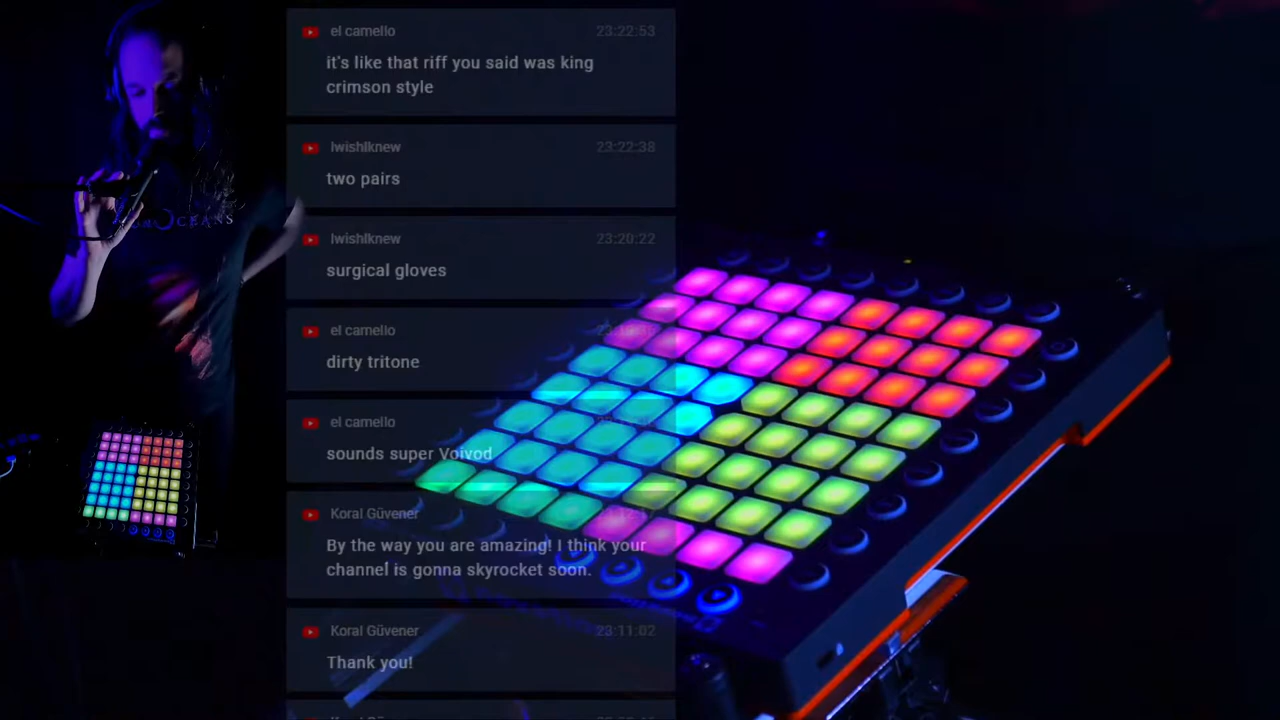 el camello
23:22:53
it's like that riff you said was king
crimson style
IwishIknew
23:22:38
two pairs
IwishIknew
23:20:22
surgical gloves
el camello
dirty tritone
el camello
sounds super Voivod
Koral Güvener
By the way you are amazing! I think your
channel is gonna skyrocket soon.
Koral Güvener
23:11:02
Thank you!
OCEANS